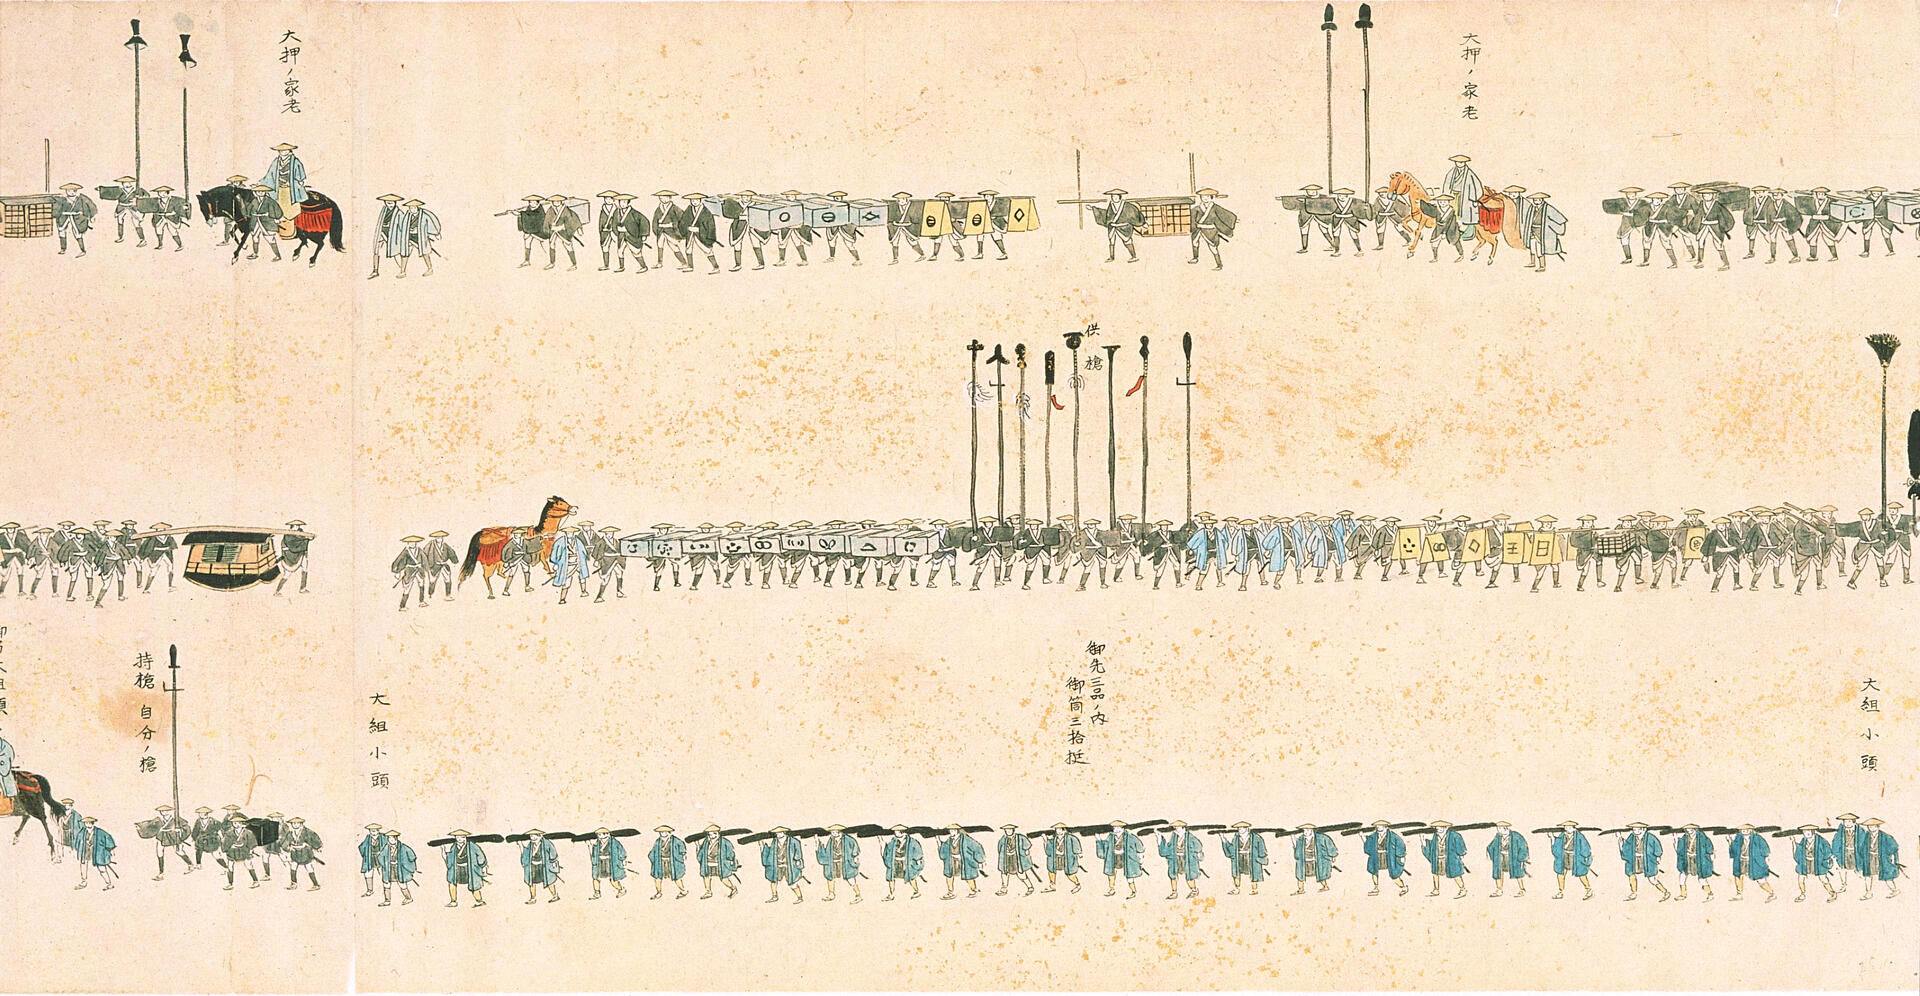 大押ノ家老
大押ノ家老
供槍
大組小頭
御先三品ノ内
御筒三拾挺
大組小頭
持槍 自分ノ槍